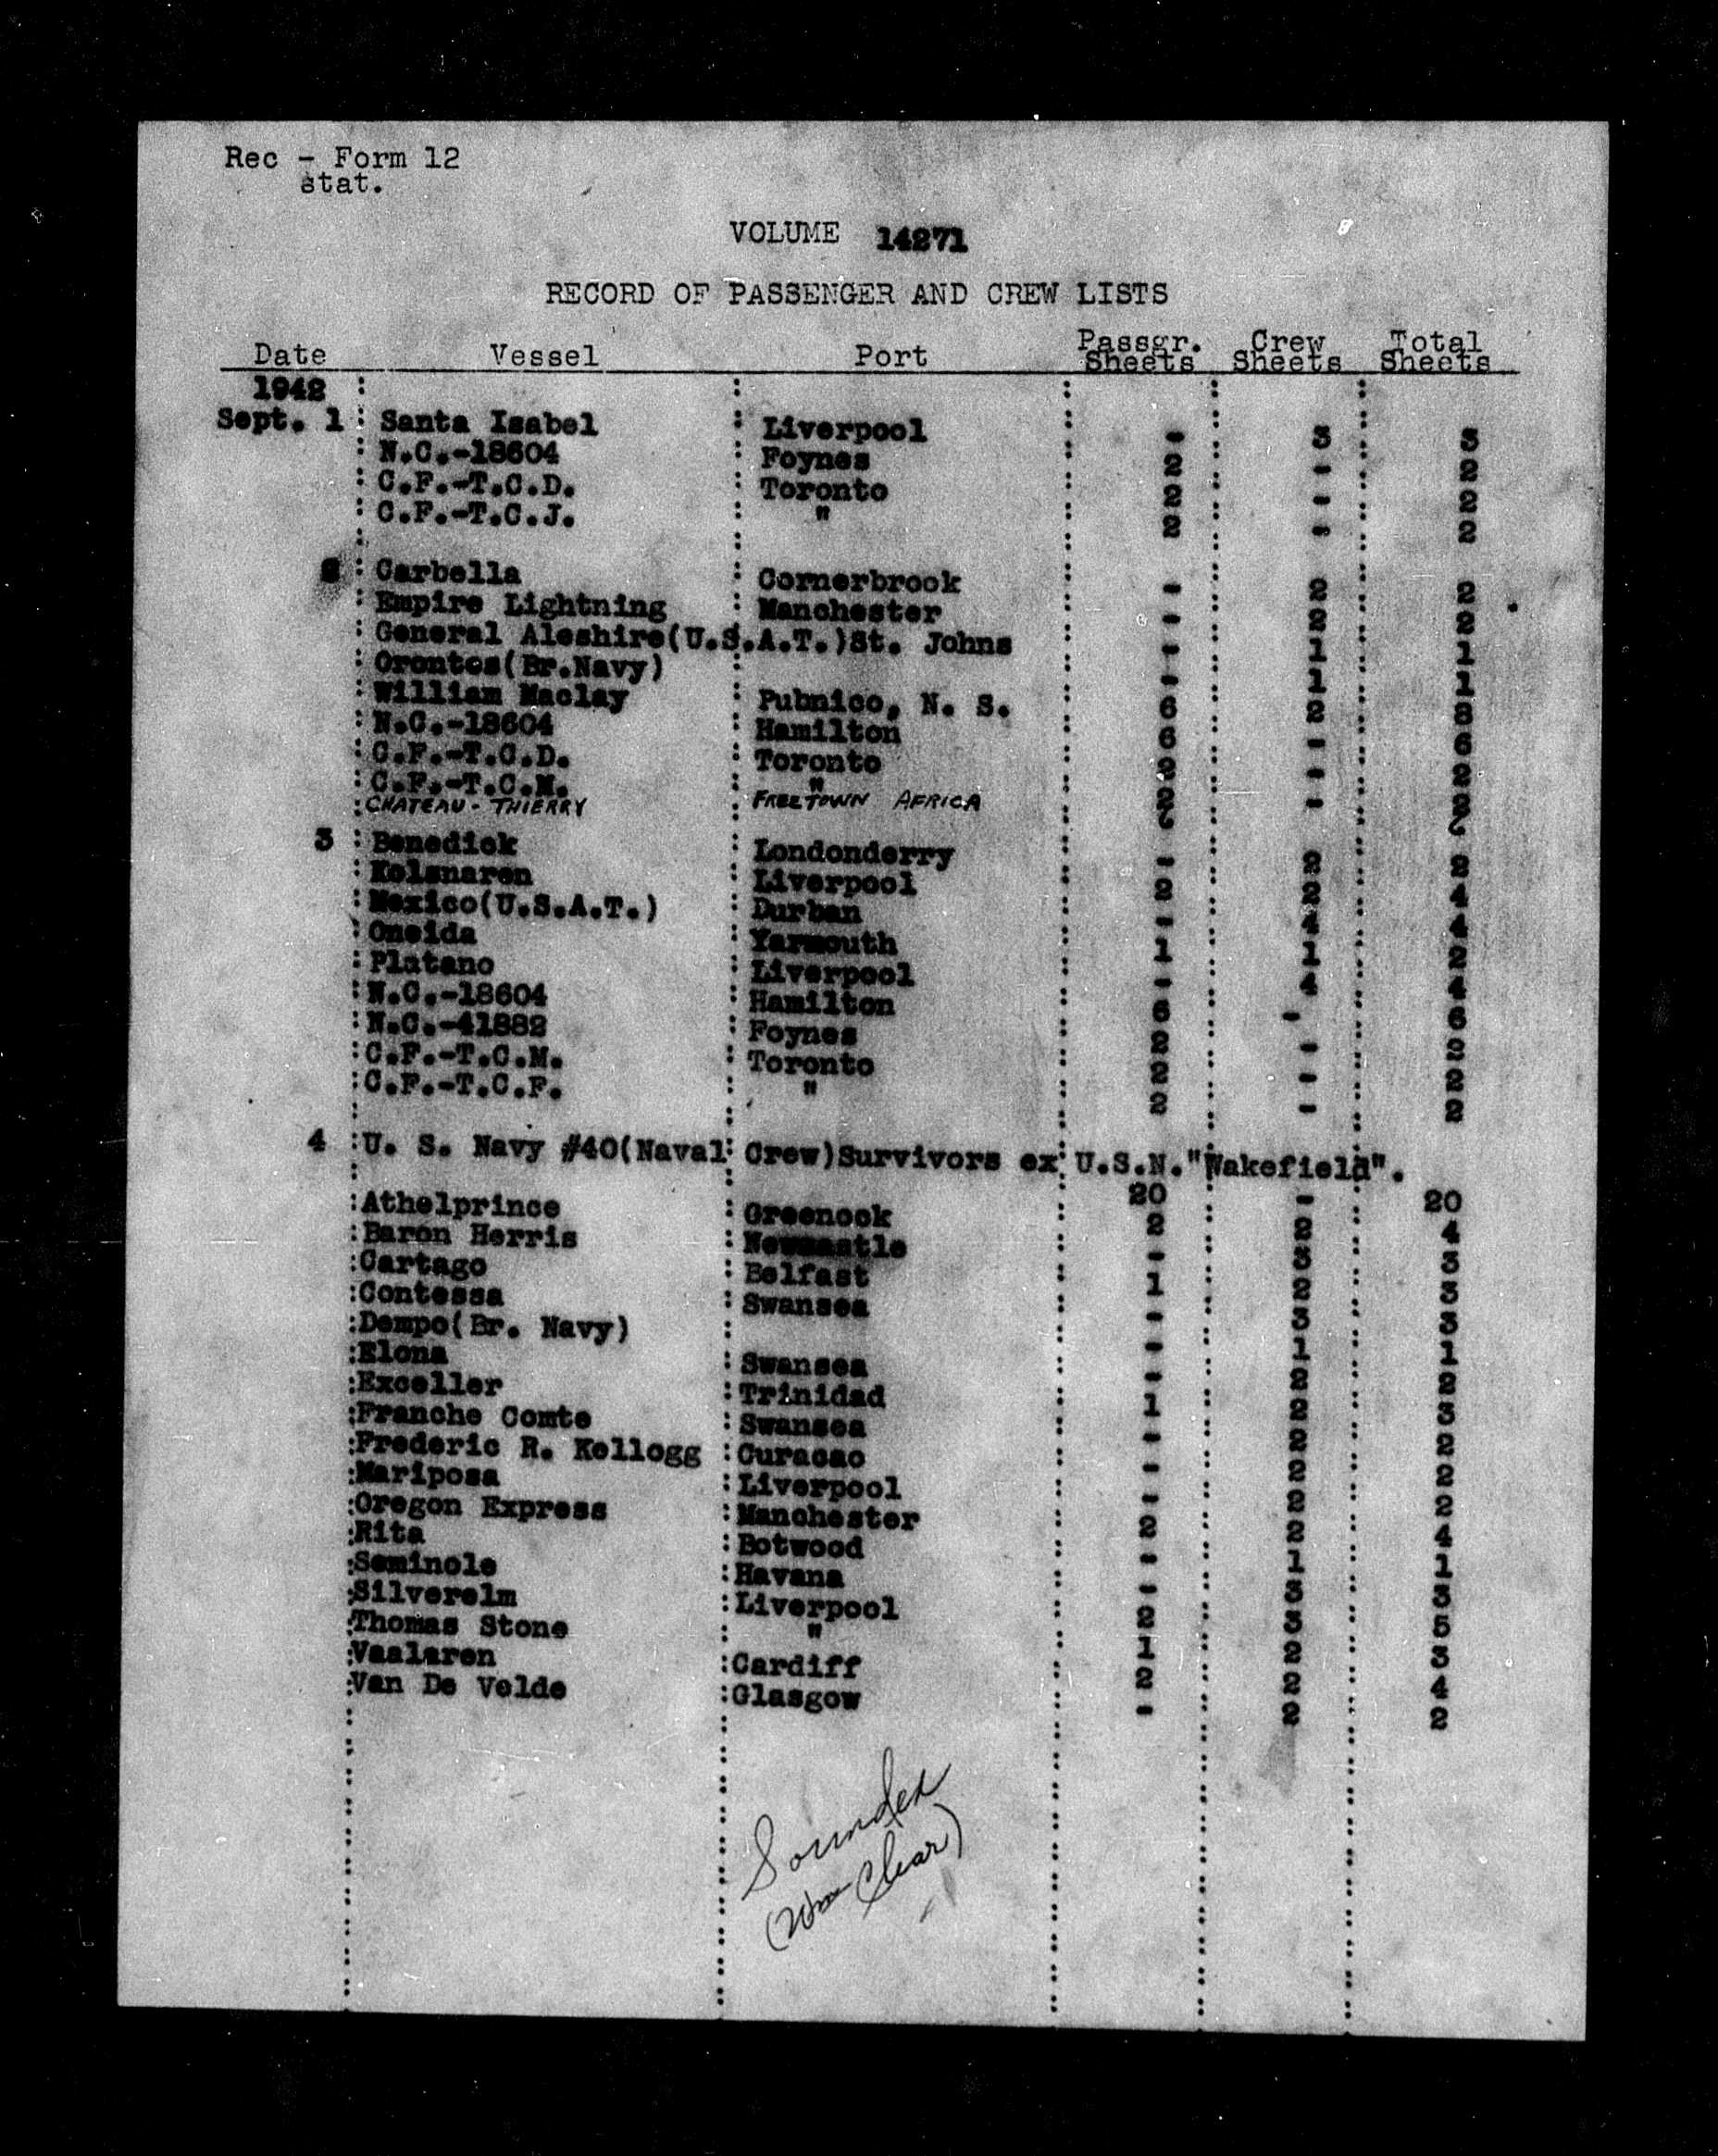 Rec - Form 12
stat.
VOLUME 14271
RECORD OF PASSENGER AND CREW LISTS
Date Vessel Port Passgr. Sheets Crew Sheets Total Sheets
1942
Sept. 1 : Santa Isabel : Liverpool - 3 3
: N.C.-18604 : Foynes 2 - 2
: C.F.-T.C.D. : Toronto 2 - 2
: C.F.-T.C.J. : " 2 - 2
: Carbella : Cornerbrook - 2 2
: Empire Lightning : Manchester - 2 2
: General Aleshire(U.S.A.T.)St. Johns - 1 1
: Orontes(Br.Navy) - 1 1
: William Maclay : Pubnico, N. S. 6 2 8
: N.C.-18604 : Hamilton 6 - 6
: C.F.-T.C.D. : Toronto 2 - 2
: C.F.-T.C.M. : " 2 - 2
: CHATEAU-THIERRY : FREETOWN AFRICA
3 : Benedick : Londonderry - 2 2
: Kolsnaren : Liverpool 2 2 4
: Mexico(U.S.A.T.) : Durban - 4 4
: Oneida : Yarmouth 1 1 2
: Platano : Liverpool - 4 4
: N.C.-18604 : Hamilton 6 - 6
: N.C.-41882 : Foynes 2 - 2
: C.F.-T.C.M. : Toronto 2 - 2
: C.F.-T.C.F. : " 2 - 2
4 : U. S. Navy #40(Naval Crew)Survivors ex U.S.N."Wakefield".
20 - 20
: Athelprince : Greenock 2 2 4
: Baron Herris : Newcastle - 3 3
: Cartago : Belfast 1 2 3
: Contessa : Swansea - 3 3
: Dempo(Br. Navy) - 1 1
: Elona : Swansea - 2 2
: Exceller : Trinidad 1 2 3
: Franche Comte : Swansea - 2 2
: Frederic R. Kellogg : Curacao - 2 2
: Mariposa : Liverpool - 2 2
: Oregon Express : Manchester 2 2 4
: Rita : Botwood - 1 1
: Seminole : Havana - 3 3
: Silverelm : Liverpool 2 3 5
: Thomas Stone : " 1 2 3
: Vaalaren : Cardiff 2 2 4
: Van De Velde : Glasgow - 2 2
Soundex
(Wm Clear)